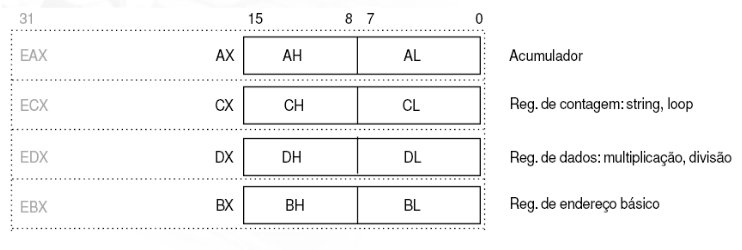 31 15 8 7 0
EAX AX AH AL Acumulador
ECX CX CH CL Reg. de contagem: string, loop
EDX DX DH DL Reg. de dados: multiplicação, divisão
EBX BX BH BL Reg. de endereço básico